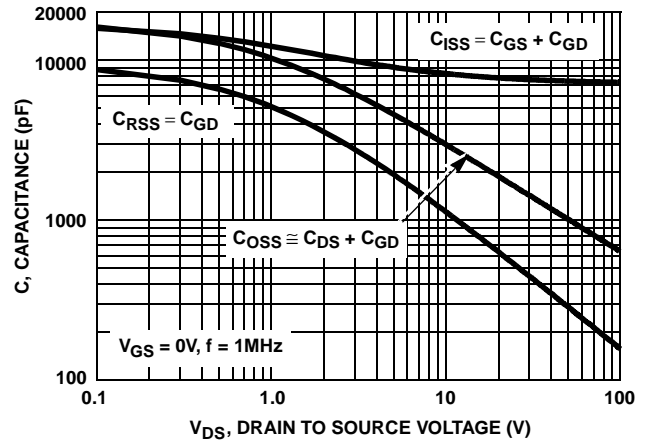 20000
10000
1000
100
C, CAPACITANCE (pF)
C_ISS = C_GS + C_GD
C_RSS = C_GD
C_OSS ≅ C_DS + C_GD
V_GS = 0V, f = 1MHz
0.1
1.0
10
100
V_DS, DRAIN TO SOURCE VOLTAGE (V)